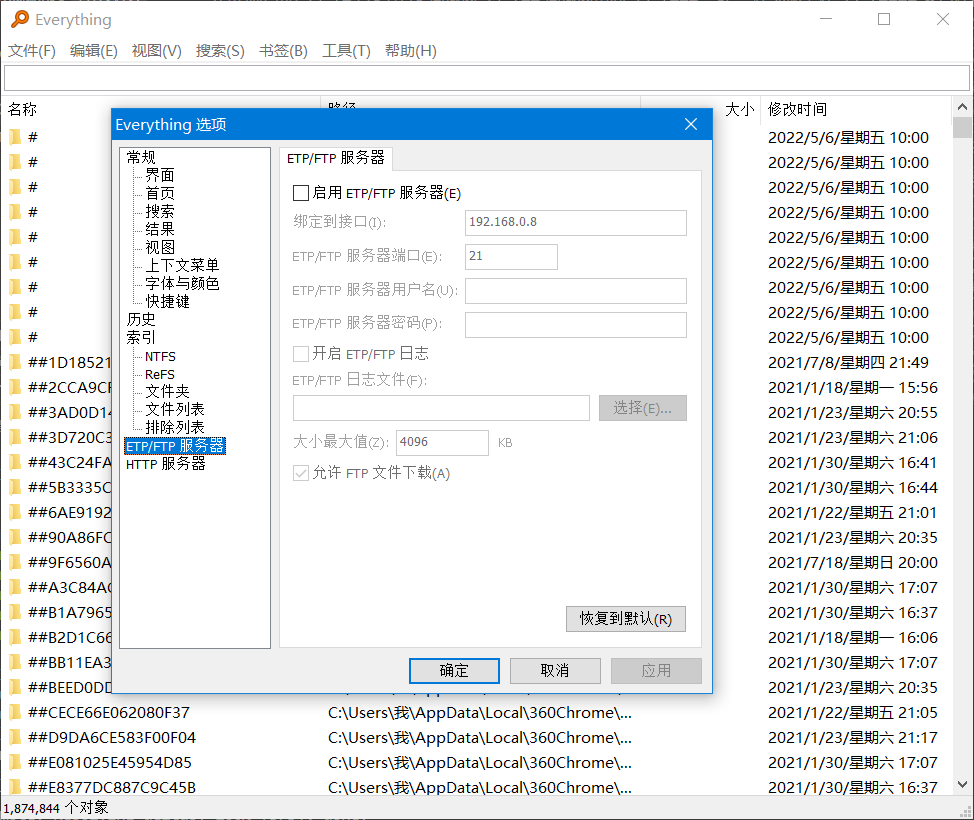 Everything
文件(F) 编辑(E) 视图(V) 搜索(S) 书签(B) 工具(T) 帮助(H)
名称 路径 大小 修改时间
# 2022/5/6/星期五 10:00
# 2022/5/6/星期五 10:00
# 2022/5/6/星期五 10:00
# 2022/5/6/星期五 10:00
# 2022/5/6/星期五 10:00
# 2022/5/6/星期五 10:00
# 2022/5/6/星期五 10:00
# 2022/5/6/星期五 10:00
# 2022/5/6/星期五 10:00
##1D18521 2021/7/8/星期四 21:49
##2CCA9CF 2021/1/18/星期一 15:56
##3AD0D14 2021/1/23/星期六 20:55
##3D720C3 2021/1/23/星期六 21:06
##43C24FA 2021/1/30/星期六 16:41
##5B3335C 2021/1/30/星期六 16:44
##6AE9192 2021/1/22/星期五 21:01
##90A86FC 2021/1/23/星期六 20:35
##9F6560A 2021/7/18/星期日 20:00
##A3C84AC 2021/1/30/星期六 17:07
##B1A7965 2021/1/30/星期六 16:37
##B2D1C66 2021/1/18/星期一 16:06
##BB11EA3 2021/1/30/星期六 17:07
##BEED0DD 2021/1/23/星期六 20:35
##CECE66E062080F37 C:\Users\我\AppData\Local\360Chrome\... 2021/1/22/星期五 21:05
##D9DA6CE583F00F04 C:\Users\我\AppData\Local\360Chrome\... 2021/1/23/星期六 21:17
##E081025E45954D85 C:\Users\我\AppData\Local\360Chrome\... 2021/1/30/星期六 17:07
##E8377DC887C9C45B C:\Users\我\AppData\Local\360Chrome\... 2021/1/30/星期六 16:37
1,874,844 个对象
Everything 选项
常规
界面
首页
搜索
结果
视图
上下文菜单
字体与颜色
快捷键
历史
索引
NTFS
ReFS
文件夹
文件列表
排除列表
ETP/FTP 服务器
HTTP 服务器
ETP/FTP 服务器
启用 ETP/FTP 服务器(E)
绑定到接口(I): 192.168.0.8
ETP/FTP 服务器端口(E): 21
ETP/FTP 服务器用户名(U):
ETP/FTP 服务器密码(P):
开启 ETP/FTP 日志
ETP/FTP 日志文件(F):
选择(E)...
大小最大值(Z): 4096 KB
允许 FTP 文件下载(A)
恢复到默认(R)
确定 取消 应用